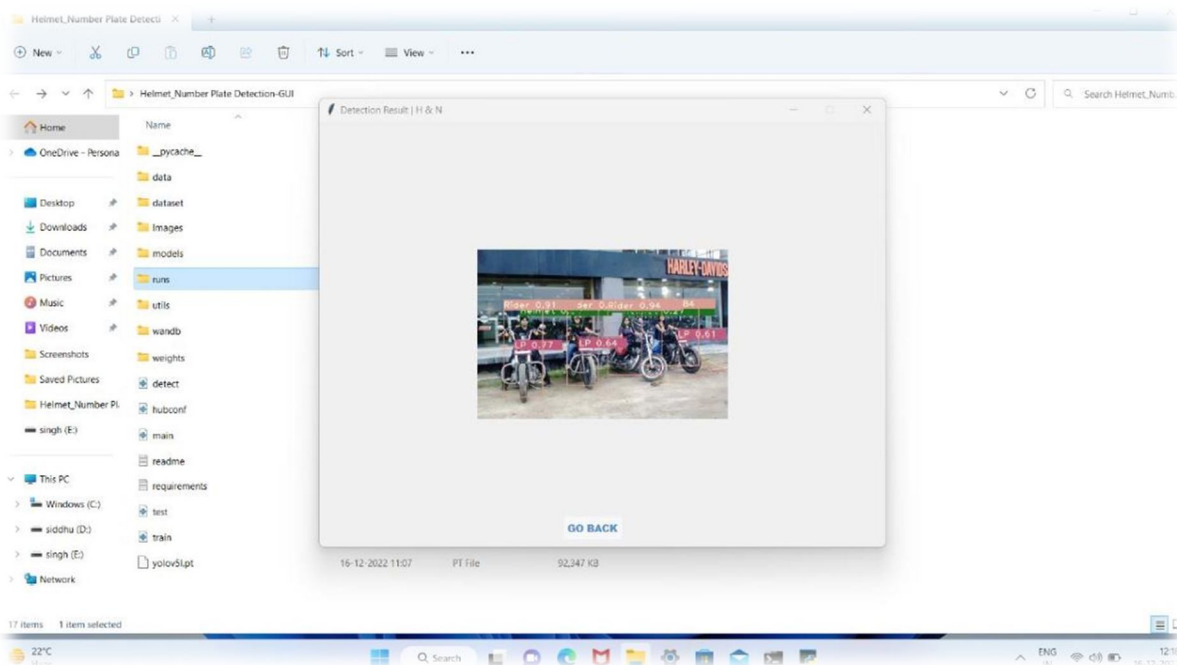 Helmet_Number Plate Detecti
New
Sort
View
Helmet_Number Plate Detection-GUI
Search Helmet_Numb
Home
OneDrive - Persona
Desktop
Downloads
Documents
Pictures
Music
Videos
Screenshots
Saved Pictures
Helmet_Number Pl
singh (E:)
This PC
Windows (C:)
siddhu (D:)
singh (E:)
Network
Name
__pycache__
data
dataset
Images
models
runs
utils
wandb
weights
detect
hubconf
main
readme
requirements
test
train
yolov5l.pt
16-12-2022 11:07 PT File 92,347 KB
Detection Result | H & N
HARLEY-DAVIDS
Rider 0.91
Rider 0.94
84
LP 0.77
LP 0.64
LP 0.61
GO BACK
17 items 1 item selected
22°C
Search
ENG